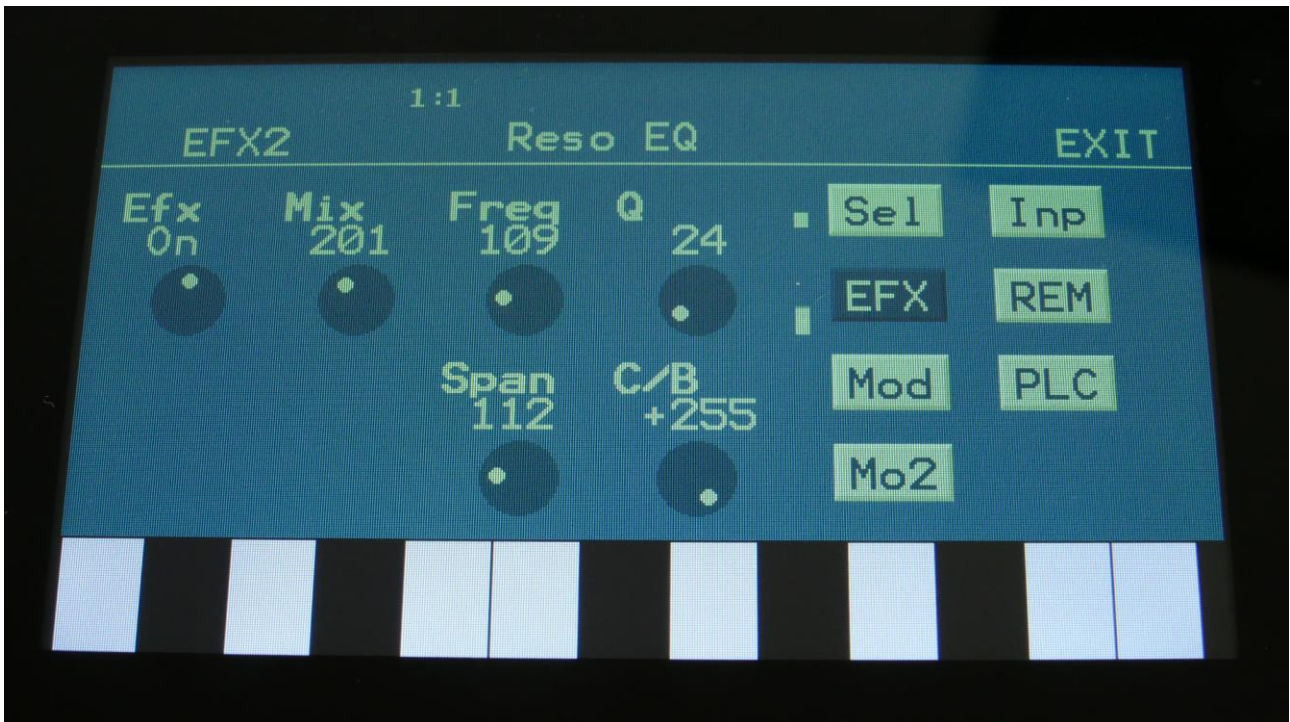 1:1
EFX2 Reso EQ EXIT
Efx Mix Freq Q Sel Inp
On 201 109 24
EFX REM
Span C/B Mod PLC
112 +255
Mo2